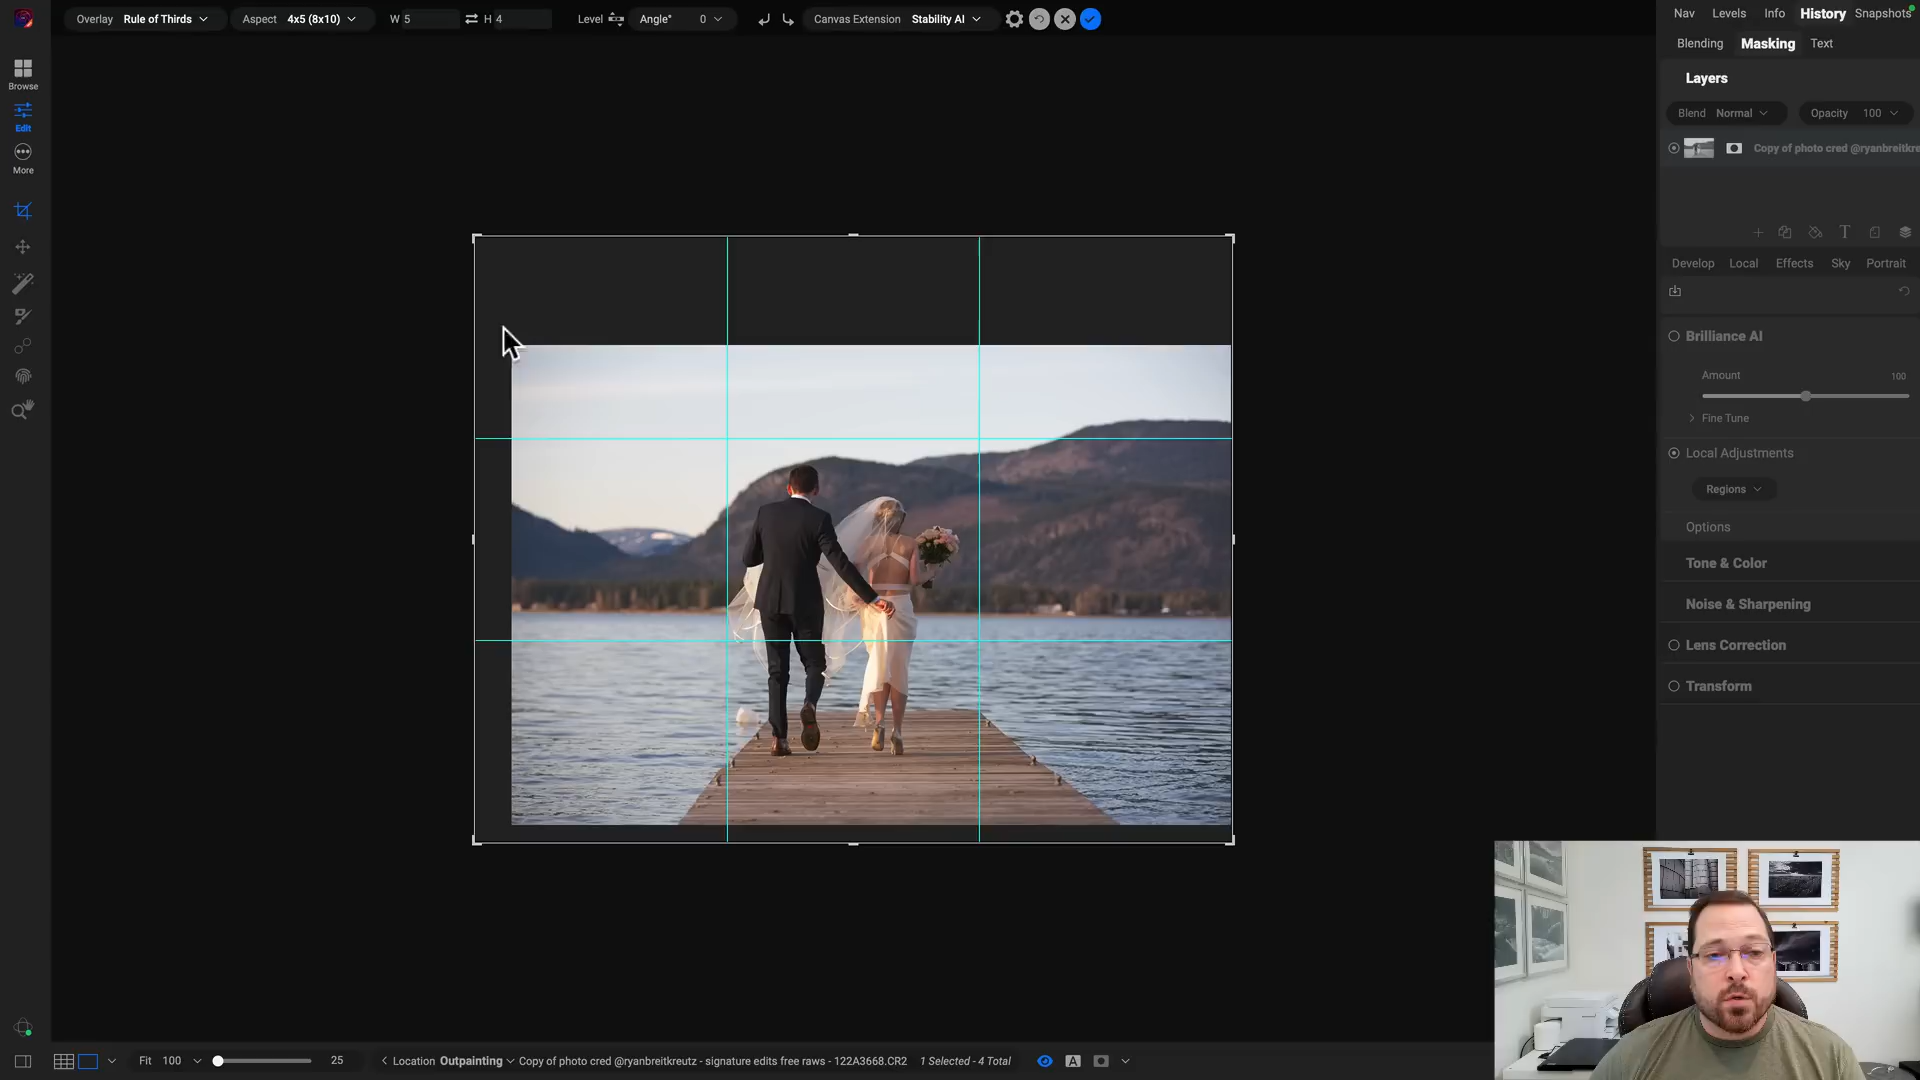 Overlay Rule of Thirds Aspect 4x5 (8x10) W 5 H 4 Level Angle° 0 Canvas Extension Stability AI
Nav Levels Info History Snapshots
Blending Masking Text
Browse
Edit
More
Layers
Blend Normal Opacity 100
Copy of photo cred @ryanbreitkre
Develop Local Effects Sky Portrait
Brilliance AI
Amount 100
Fine Tune
Local Adjustments
Regions
Options
Tone & Color
Noise & Sharpening
Lens Correction
Transform
Fit 100 25 Location Outpainting Copy of photo cred @ryanbreitkreutz - signature edits free raws - 122A3668.CR2 1 Selected - 4 Total A